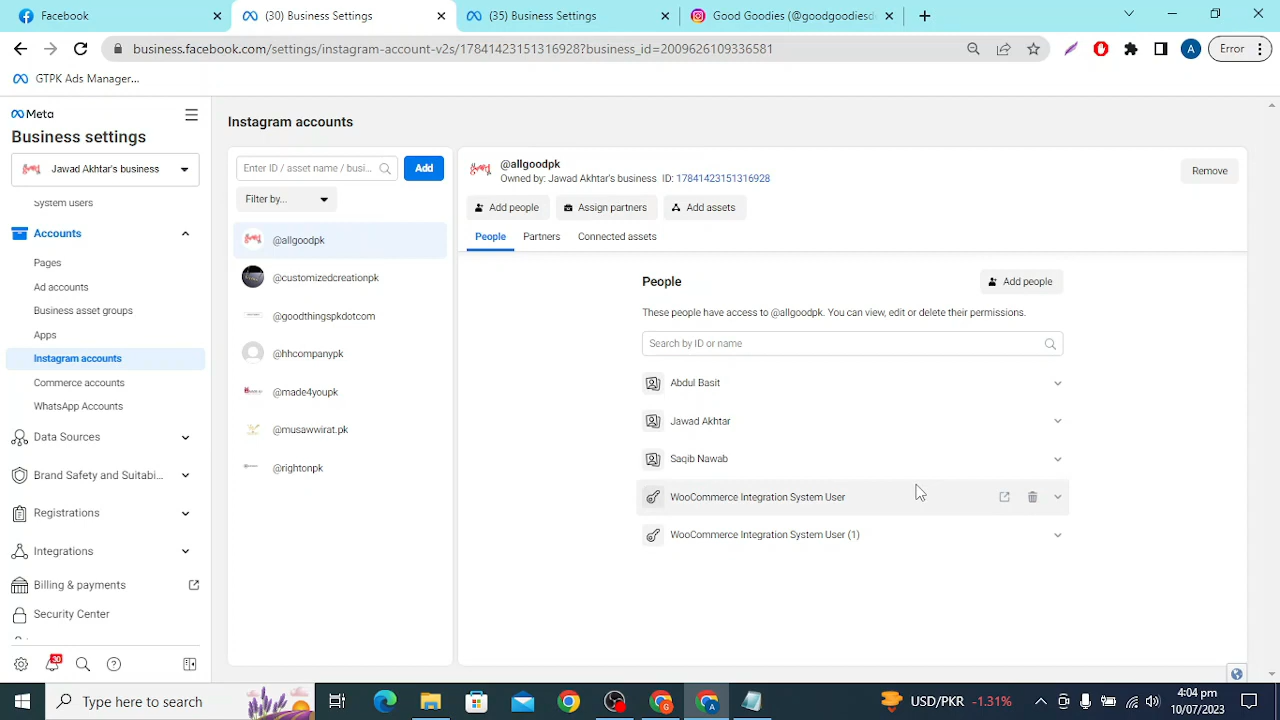 Facebook
(30) Business Settings
(35) Business Settings
Good Goodies (@goodgoodiesd
business.facebook.com/settings/instagram-account-v2s/17841423151316928?business_id=2009626109336581
A
Error
GTPK Ads Manager...
Meta
Business settings
Jawad Akhtar's business
System users
Accounts
Pages
Ad accounts
Business asset groups
Apps
Instagram accounts
Commerce accounts
WhatsApp Accounts
Data Sources
Brand Safety and Suitabi...
Registrations
Integrations
Billing & payments
Security Center
30
Instagram accounts
Enter ID / asset name / busi...
Add
Filter by...
@allgoodpk
@customizedcreationpk
@goodthingspkdotcom
@hhcompanypk
@made4youpk
@musawwirat.pk
@rightonpk
@allgoodpk
Owned by: Jawad Akhtar's business ID: 17841423151316928
Remove
Add people
Assign partners
Add assets
People
Partners
Connected assets
People
Add people
These people have access to @allgoodpk. You can view, edit or delete their permissions.
Search by ID or name
Abdul Basit
Jawad Akhtar
Saqib Nawab
WooCommerce Integration System User
WooCommerce Integration System User (1)
Type here to search
G
A
USD/PKR -1.31%
4:04 pm
10/07/2023